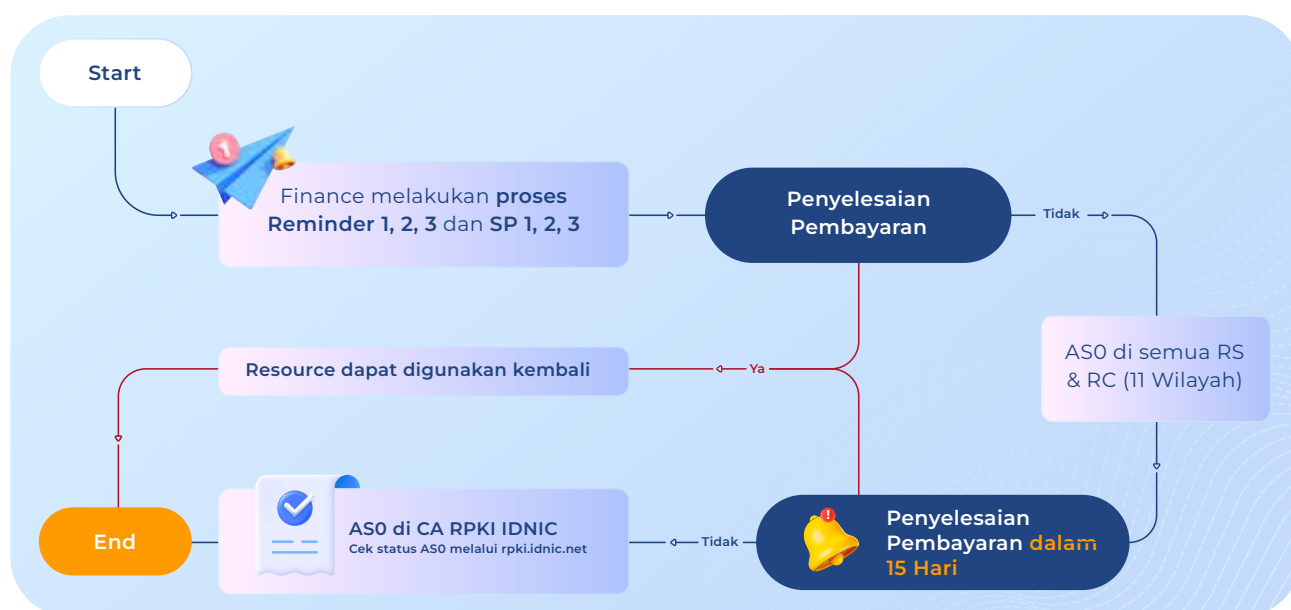 Start
1
Finance melakukan proses
Reminder 1, 2, 3 dan SP 1, 2, 3
Penyelesaian
Pembayaran
Tidak
AS0 di semua RS
& RC (11 Wilayah)
Ya
Resource dapat digunakan kembali
!
Penyelesaian
Pembayaran dalam
15 Hari
Tidak
AS0 di CA RPKI IDNIC
Cek status AS0 melalui rpki.idnic.net
End